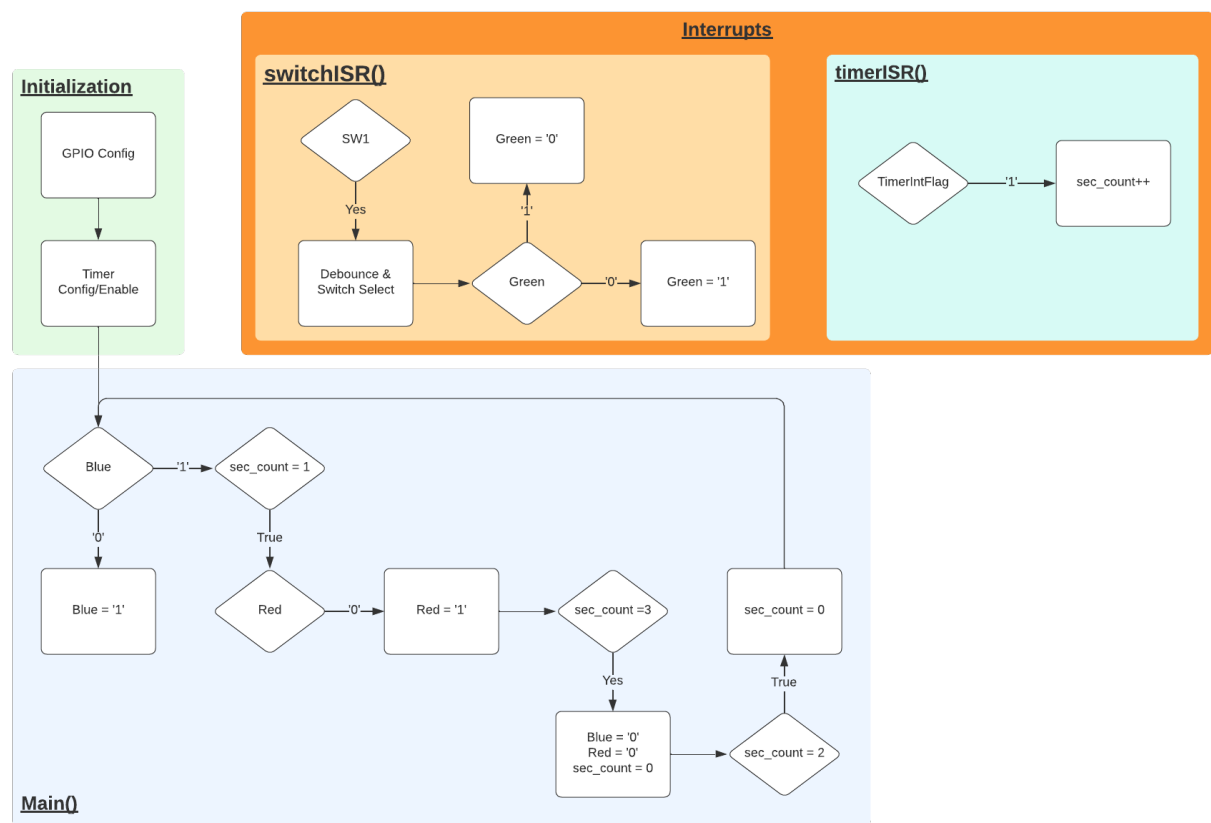 Initialization
GPIO Config
Timer
Config/Enable
Interrupts
switchISR()
SW1
Yes
Debounce &
Switch Select
Green
'1'
Green = '0'
'0'
Green = '1'
timerISR()
TimerIntFlag
'1'
sec_count++
Blue
'1'
sec_count = 1
'0'
Blue = '1'
True
Red
'0'
Red = '1'
sec_count =3
Yes
Blue = '0'
Red = '0'
sec_count = 0
sec_count = 2
True
sec_count = 0
Main()